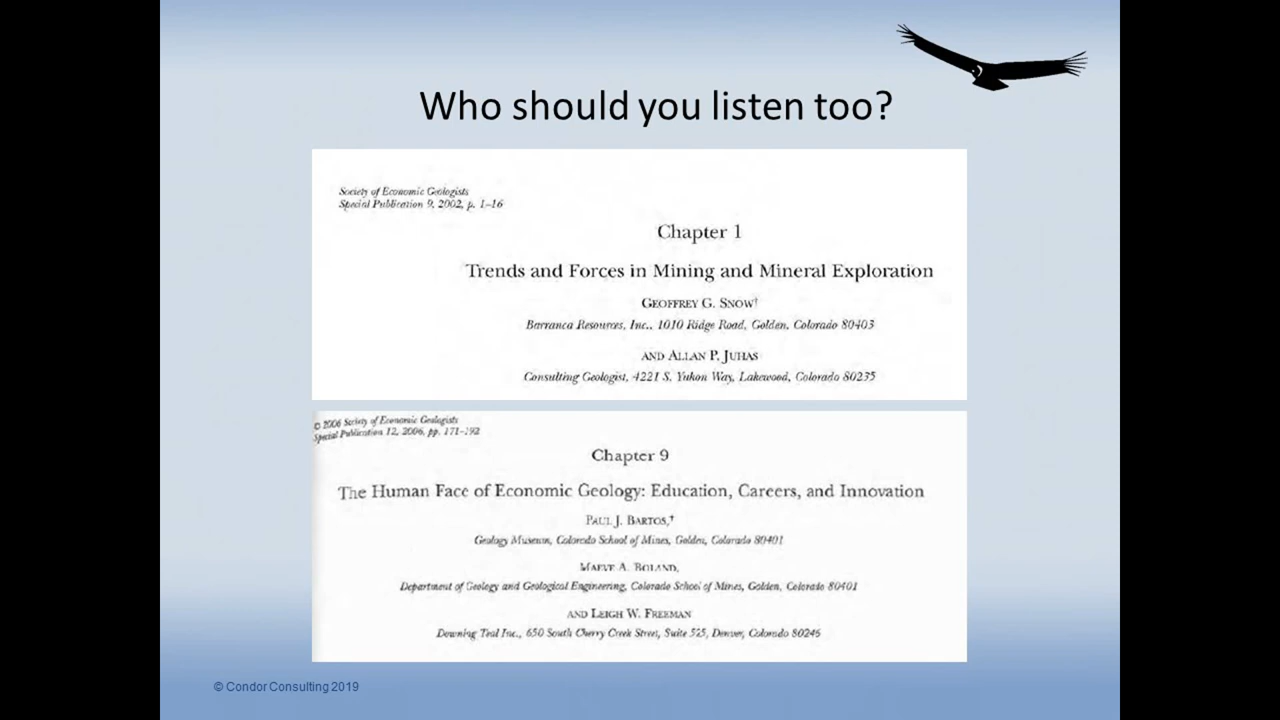 Who should you listen too?
Society of Economic Geologists
Special Publication 9, 2002, p. 1–16
Chapter 1
Trends and Forces in Mining and Mineral Exploration
GEOFFREY G. SNOW†
Barranca Resources, Inc., 1010 Ridge Road, Golden, Colorado 80403
AND ALLAN P. JUHAS
Consulting Geologist, 4221 S. Yukon Way, Lakewood, Colorado 80235
© 2006 Society of Economic Geologists
Special Publication 12, 2006, pp. 171–192
Chapter 9
The Human Face of Economic Geology: Education, Careers, and Innovation
PAUL J. BARTOS,†
Geology Museum, Colorado School of Mines, Golden, Colorado 80401
MAEVE A. BOLAND,
Department of Geology and Geological Engineering, Colorado School of Mines, Golden, Colorado 80401
AND LEIGH W. FREEMAN
Downing Teal Inc., 650 South Cherry Creek Street, Suite 525, Denver, Colorado 80246
© Condor Consulting 2019